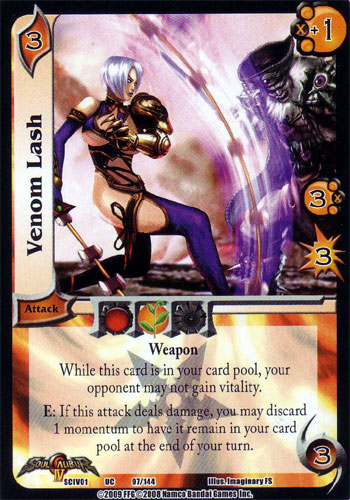 3
X + 1
Venom Lash
3 x
3
Attack
Weapon
While this card is in your card pool, your
opponent may not gain vitality.
E: If this attack deals damage, you may discard
1 momentum to have it remain in your card
pool at the end of your turn.
3
SOULCALIBUR
IV
SCIV01 UC 97/144 Illus. Imaginary FS
©2009 FFG ©2008 Namco Bandai Games Inc.